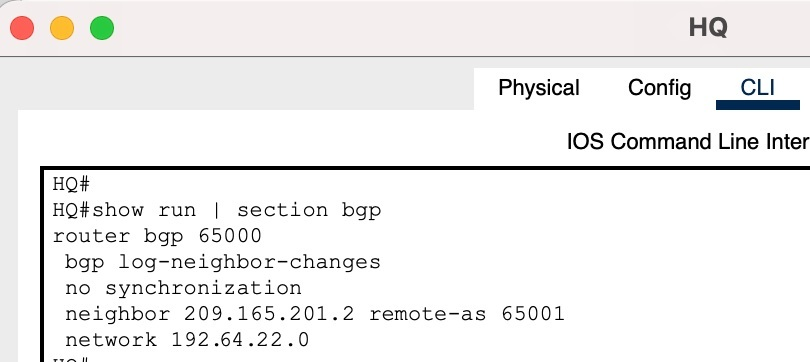 HQ
Physical Config CLI
IOS Command Line Inter
HQ#
HQ#show run | section bgp
router bgp 65000
bgp log-neighbor-changes
no synchronization
neighbor 209.165.201.2 remote-as 65001
network 192.64.22.0
HQ#